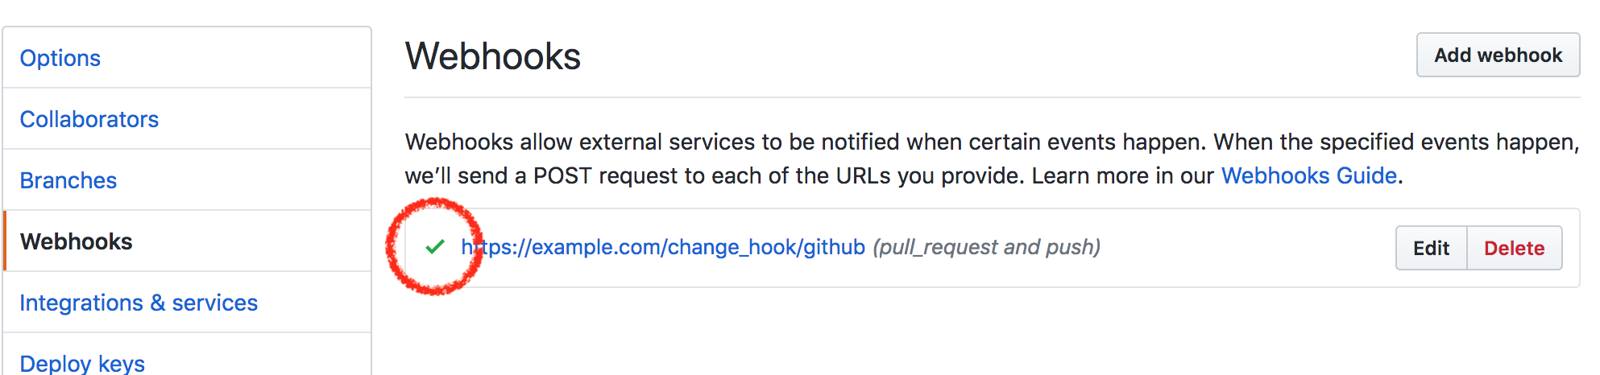 Options
Collaborators
Branches
Webhooks
Integrations & services
Deploy keys
Webhooks
Add webhook
Webhooks allow external services to be notified when certain events happen. When the specified events happen,
we’ll send a POST request to each of the URLs you provide. Learn more in our Webhooks Guide.
https://example.com/change_hook/github (pull_request and push)
Edit
Delete